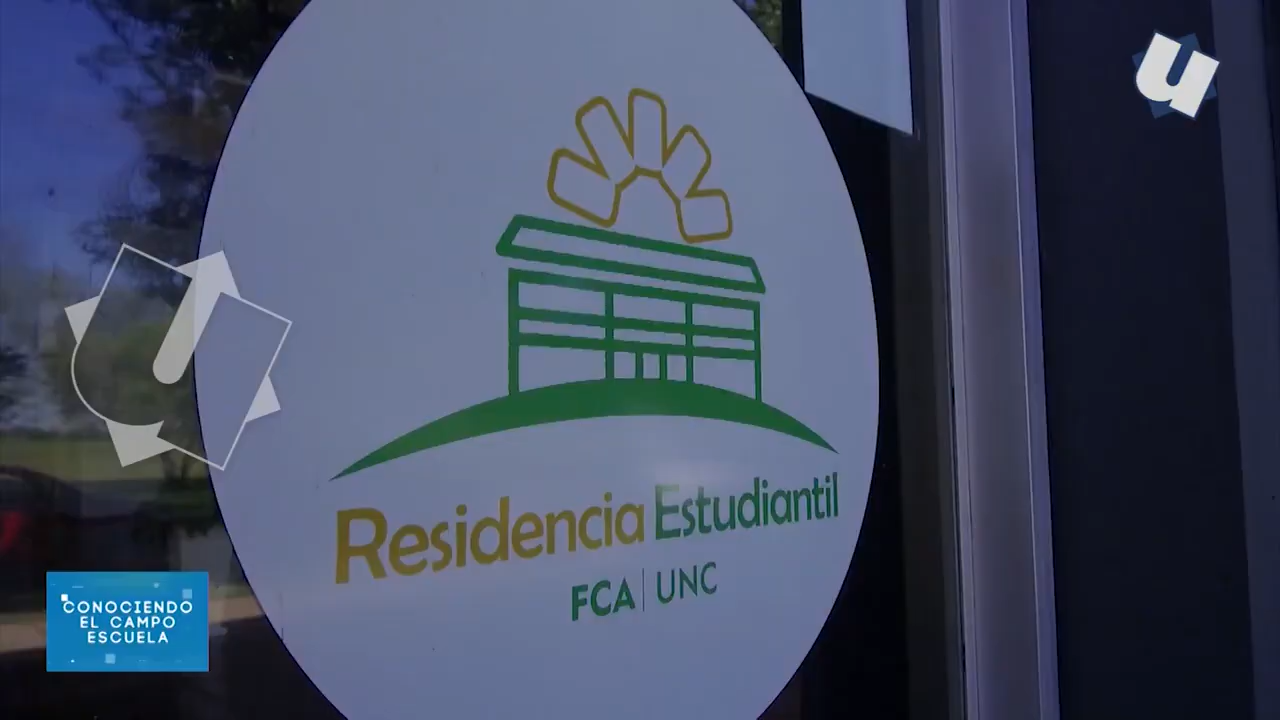 Residencia Estudiantil
FCA | UNC
CONOCIENDO
EL CAMPO
ESCUELA
u